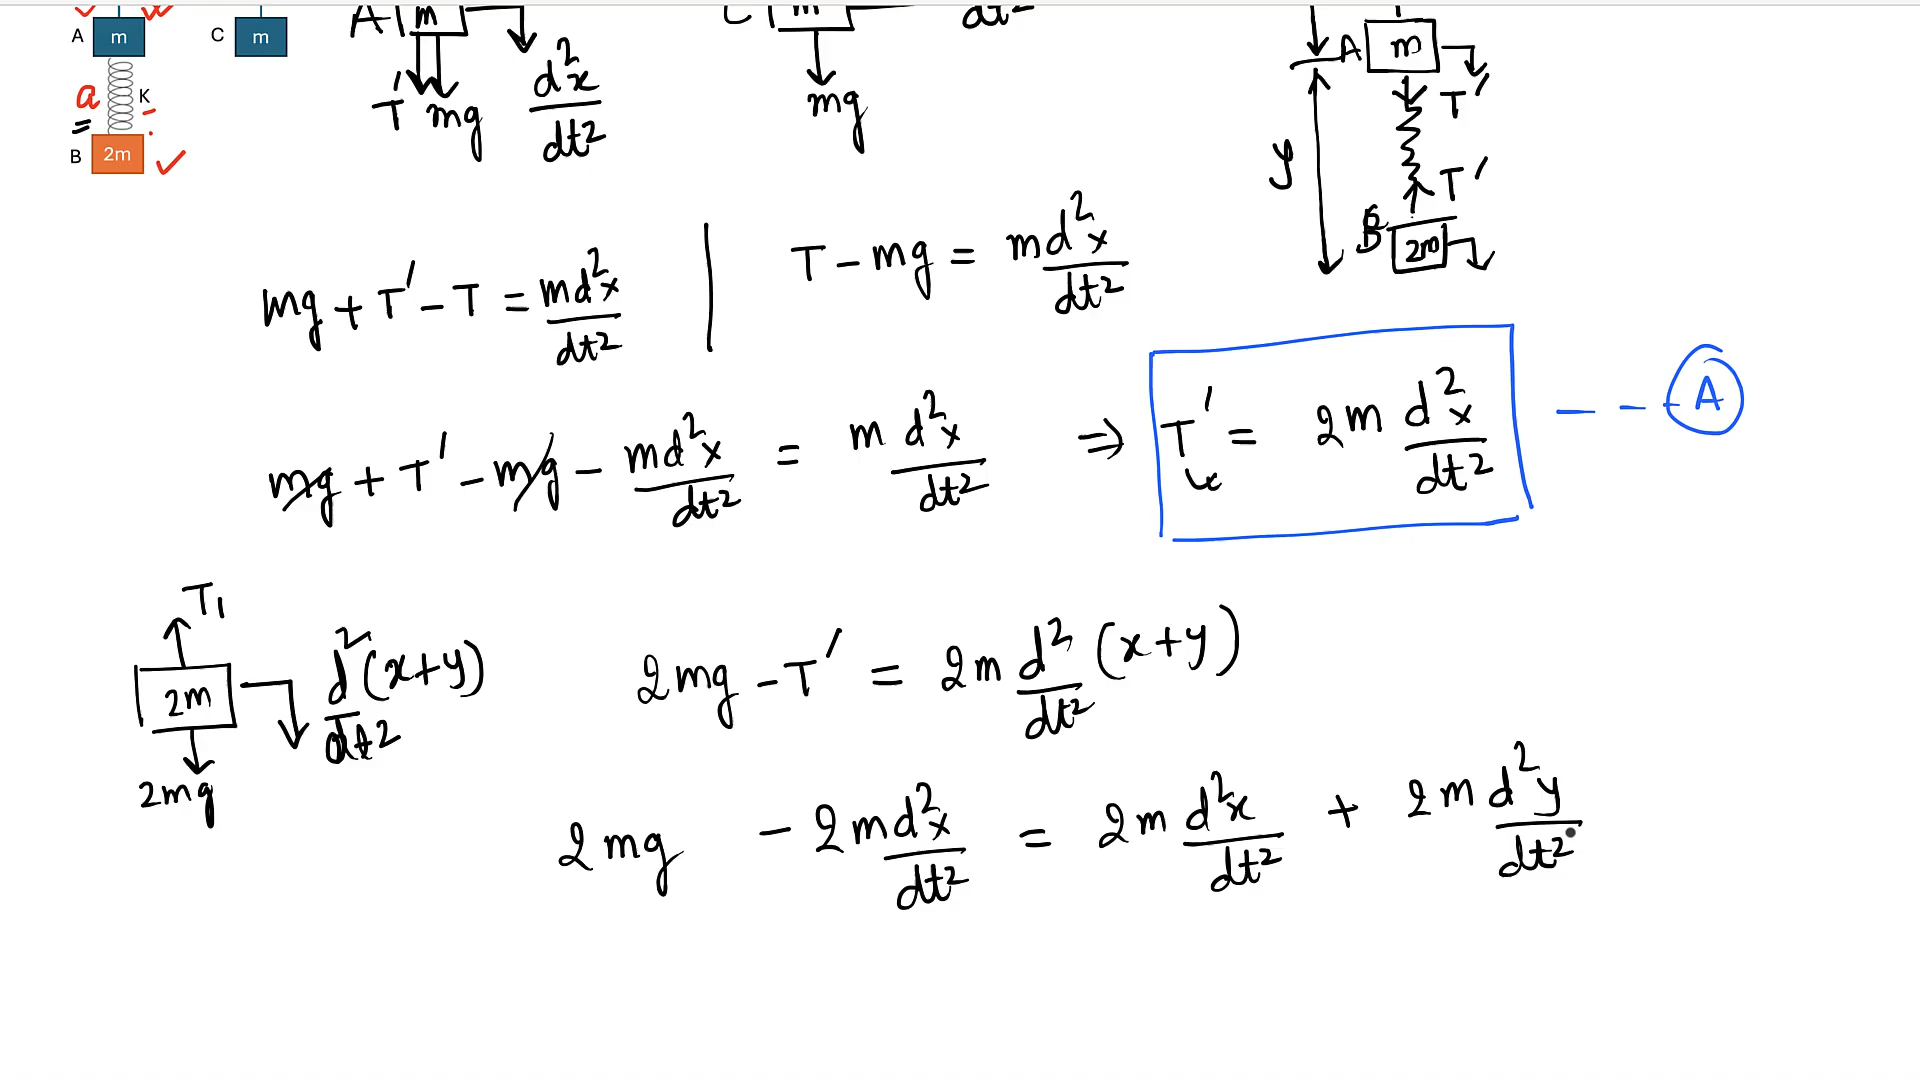 A m
C m
a
K
B 2m
A m
T' mg d²x/dt²
m
mg
dt²
A m
T'
y
T'
B 2m
mg + T' - T = md²x/dt²
T - mg = md²x/dt²
mg + T' - mg - md²x/dt² = m d²x/dt² ⇒ T' = 2m d²x/dt² --- A
T₁
2m
2mg
d²(x+y)/dt²
2mg - T' = 2m d²/dt² (x+y)
2mg - 2md²x/dt² = 2m d²x/dt² + 2m d²y/dt²